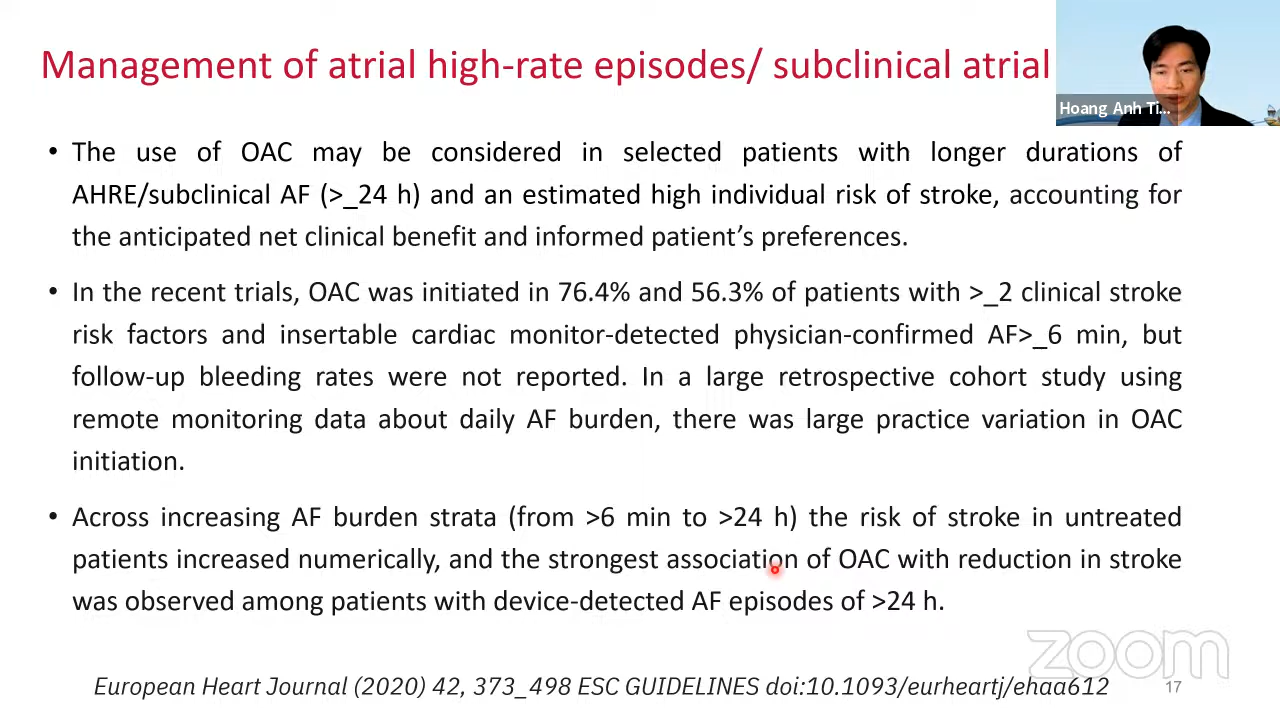 Management of atrial high-rate episodes/ subclinical atrial
Hoang Anh Ti...
• The use of OAC may be considered in selected patients with longer durations of
AHRE/subclinical AF (>_24 h) and an estimated high individual risk of stroke, accounting for
the anticipated net clinical benefit and informed patient’s preferences.
• In the recent trials, OAC was initiated in 76.4% and 56.3% of patients with >_2 clinical stroke
risk factors and insertable cardiac monitor-detected physician-confirmed AF>_6 min, but
follow-up bleeding rates were not reported. In a large retrospective cohort study using
remote monitoring data about daily AF burden, there was large practice variation in OAC
initiation.
• Across increasing AF burden strata (from >6 min to >24 h) the risk of stroke in untreated
patients increased numerically, and the strongest association of OAC with reduction in stroke
was observed among patients with device-detected AF episodes of >24 h.
zoom
European Heart Journal (2020) 42, 373_498 ESC GUIDELINES doi:10.1093/eurheartj/ehaa612
17